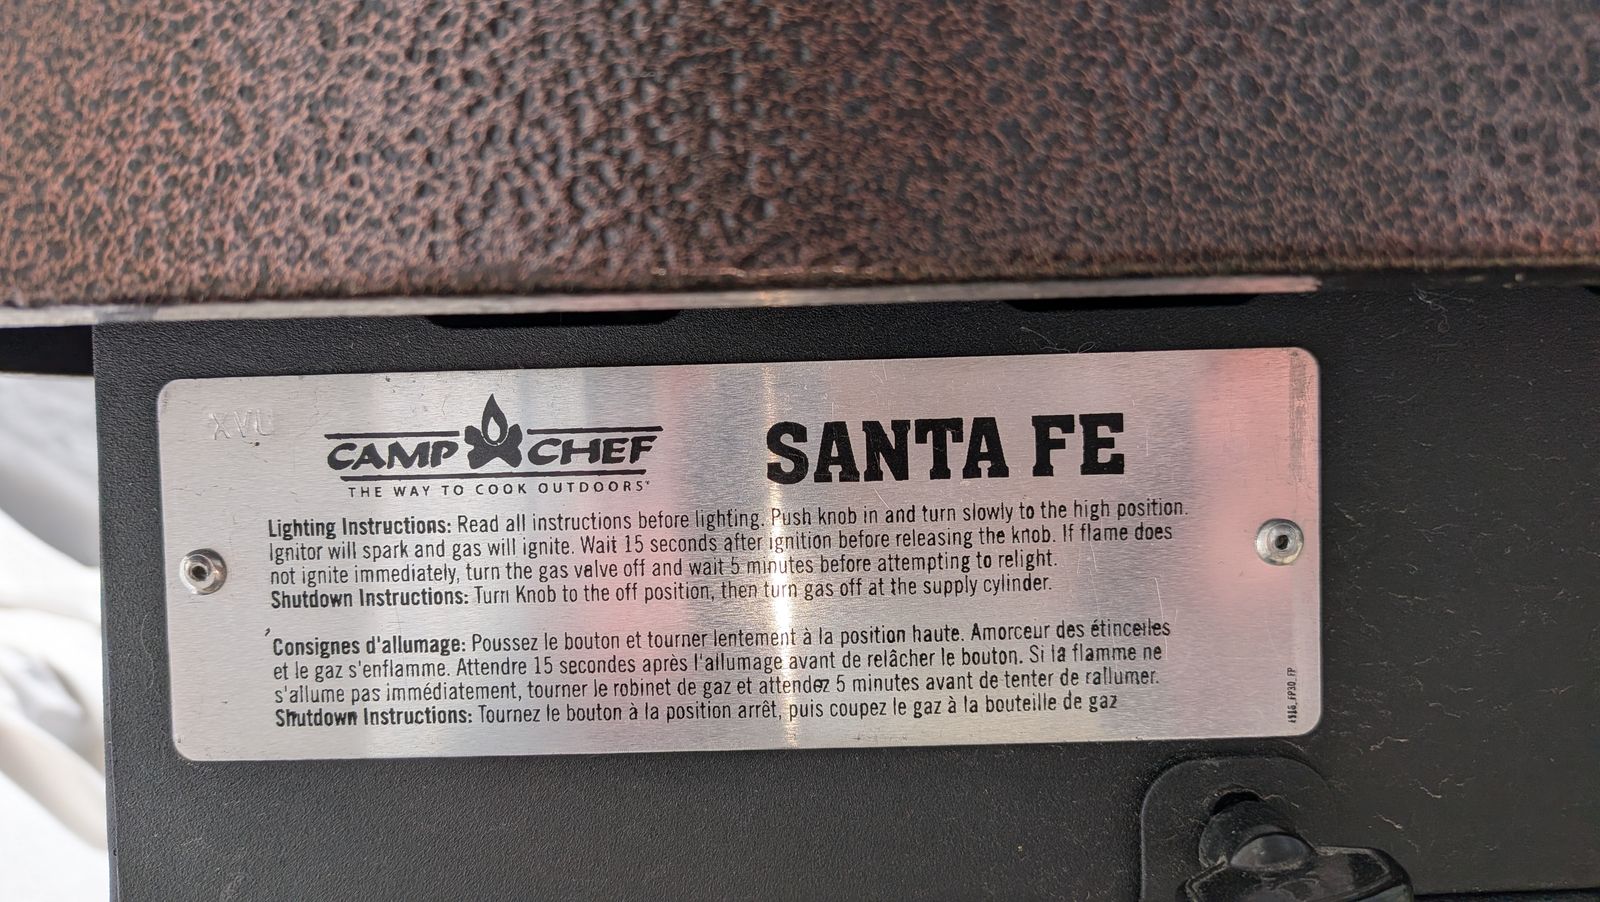 XVU
CAMP CHEF
THE WAY TO COOK OUTDOORS
SANTA FE
Lighting Instructions: Read all instructions before lighting. Push knob in and turn slowly to the high position.
Ignitor will spark and gas will ignite. Wait 15 seconds after ignition before releasing the knob. If flame does
not ignite immediately, turn the gas valve off and wait 5 minutes before attempting to relight.
Shutdown Instructions: Turn Knob to the off position, then turn gas off at the supply cylinder.
Consignes d'allumage: Poussez le bouton et tourner lentement à la position haute. Amorceur des étincelles
et le gaz s'enflamme. Attendre 15 secondes après l'allumage avant de relâcher le bouton. Si la flamme ne
s'allume pas immédiatement, tourner le robinet de gaz et attendez 5 minutes avant de tenter de rallumer.
Shutdown Instructions: Tournez le bouton à la position arrêt, puis coupez le gaz à la bouteille de gaz